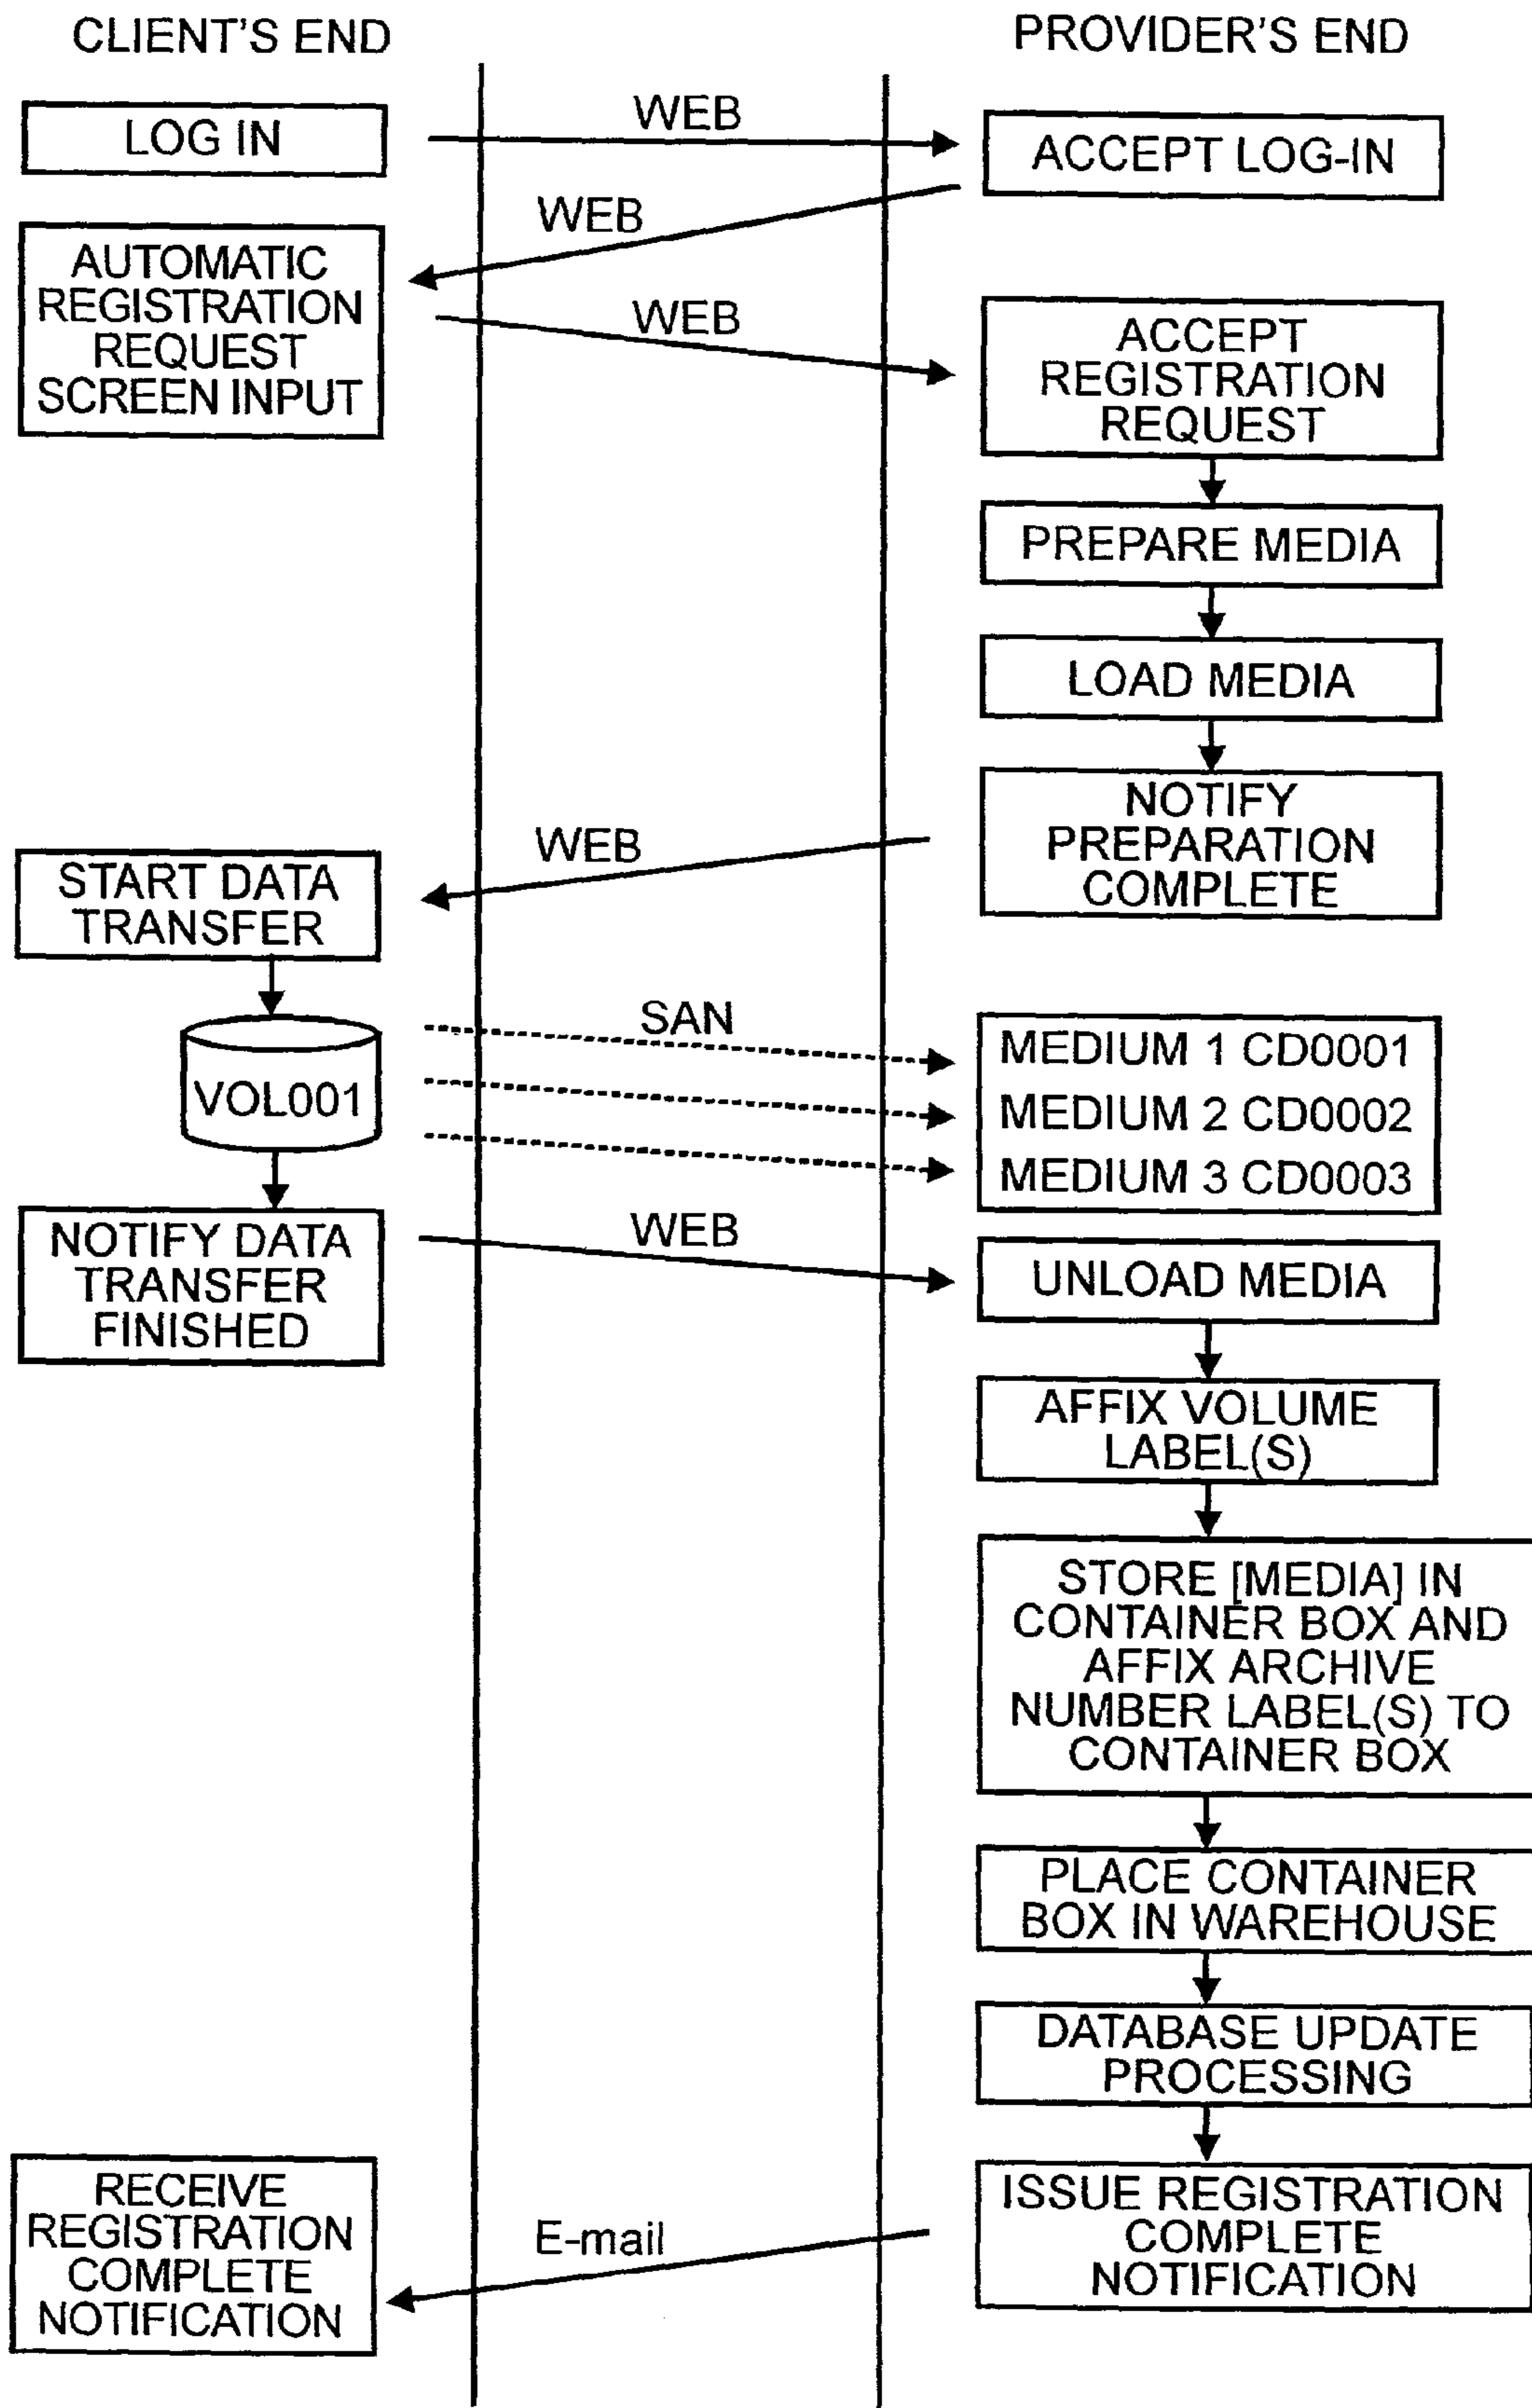 CLIENT'S END
PROVIDER'S END
LOG IN
WEB
ACCEPT LOG-IN
WEB
AUTOMATIC
REGISTRATION
REQUEST
SCREEN INPUT
WEB
ACCEPT
REGISTRATION
REQUEST
PREPARE MEDIA
LOAD MEDIA
NOTIFY
PREPARATION
COMPLETE
WEB
START DATA
TRANSFER
VOL001
SAN
MEDIUM 1 CD0001
MEDIUM 2 CD0002
MEDIUM 3 CD0003
NOTIFY DATA
TRANSFER
FINISHED
WEB
UNLOAD MEDIA
AFFIX VOLUME
LABEL(S)
STORE [MEDIA] IN
CONTAINER BOX AND
AFFIX ARCHIVE
NUMBER LABEL(S) TO
CONTAINER BOX
PLACE CONTAINER
BOX IN WAREHOUSE
DATABASE UPDATE
PROCESSING
ISSUE REGISTRATION
COMPLETE
NOTIFICATION
E-mail
RECEIVE
REGISTRATION
COMPLETE
NOTIFICATION